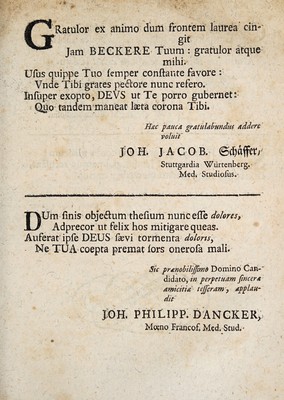 GRatulor ex animo dum frontem laurea cin-
git
Jam BECKERE Tuum : gratulor atque
mihi.
Usus quippe Tuo ſemper conſtante favore :
Vnde Tibi grates pectore nunc refero.
Inſuper exopto, DEVS ut Te porro gubernet:
Quo tandem maneat læta corona Tibi.
Hæc pauca gratulabundus addere
voluit
JOH. JACOB. Schäffer,
Stuttgardia Würtenberg.
Med. Studioſus.
DUm finis objectum theſium nunc eſſe dolores,
Adprecor ut felix hos mitigare queas.
Auferat ipſe DEUS ſævi tormenta doloris,
Ne TUA coepta premat ſors oneroſa mali.
Sic prænobiliſſimo Domino Can-
didato, in perpetuam ſinceræ
amicitiæ teſſeram, applau-
dit
JOH. PHILIPP. DANCKER,
Mœno Francof. Med. Stud.